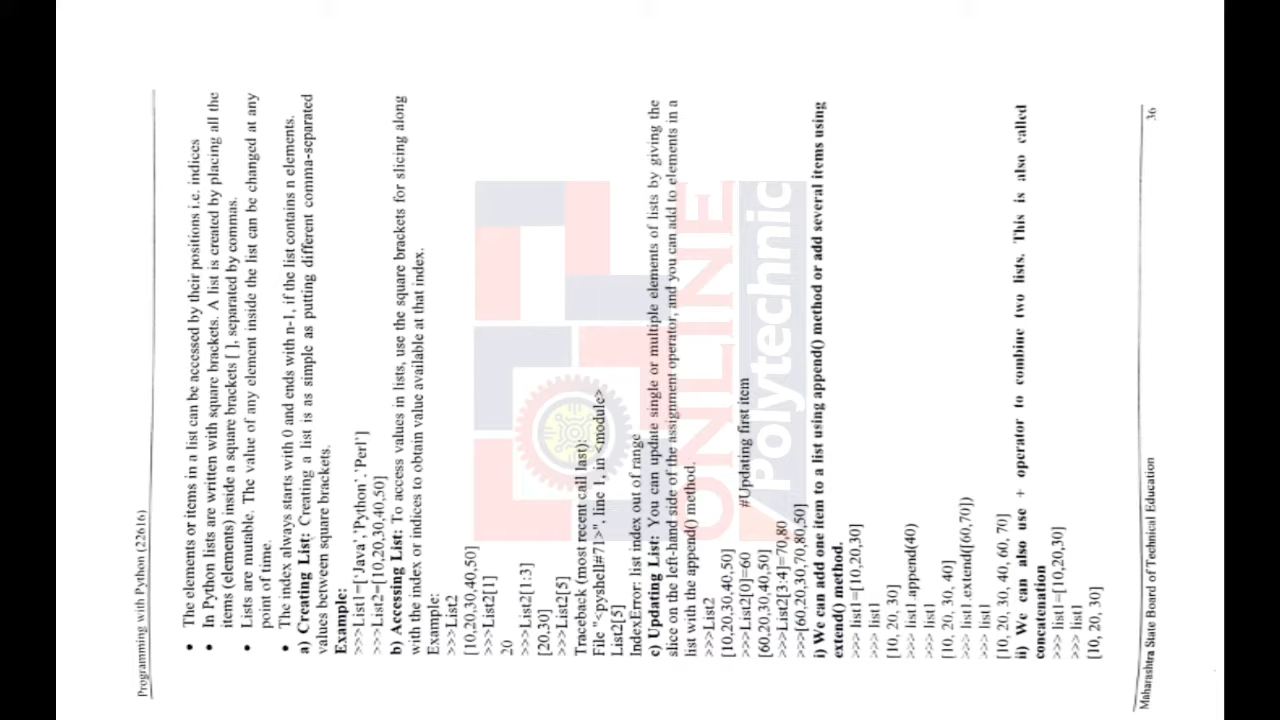 Programming with Python (22616)
• The elements or items in a list can be accessed by their positions i.e. indices
• In Python lists are written with square brackets. A list is created by placing all the
items (elements) inside a square brackets [ ], separated by commas.
• Lists are mutable. The value of any element inside the list can be changed at any
point of time.
• The index always starts with 0 and ends with n-1, if the list contains n elements.
a) Creating List: Creating a list is as simple as putting different comma-separated
values between square brackets.
Example:
>>>List1=['Java','Python','Perl']
>>>List2=[10,20,30,40,50]
b) Accessing List: To access values in lists, use the square brackets for slicing along
with the index or indices to obtain value available at that index.
Example:
>>>List2
[10,20,30,40,50]
>>>List2[1]
20
>>>List2[1:3]
[20,30]
>>>List2[5]
Traceback (most recent call last):
File "<pyshell#71>", line 1, in <module>
List2[5]
IndexError: list index out of range
c) Updating List: You can update single or multiple elements of lists by giving the
slice on the left-hand side of the assignment operator, and you can add to elements in a
list with the append() method.
>>>List2
[10,20,30,40,50]
>>>List2[0]=60 #Updating first item
[60,20,30,40,50]
>>>List2[3:4]=70,80
>>>[60,20,30,70,80,50]
i) We can add one item to a list using append() method or add several items using
extend() method.
>>> list1=[10,20,30]
>>> list1
[10, 20, 30]
>>> list1.append(40)
>>> list1
[10, 20, 30, 40]
>>> list1.extend([60,70])
>>> list1
[10, 20, 30, 40, 60, 70]
ii) We can also use + operator to combine two lists. This is also called
concatenation
>>> list1=[10,20,30]
>>> list1
[10, 20, 30]
Maharashtra State Board of Technical Education 36
ONLINE
Polytechnic